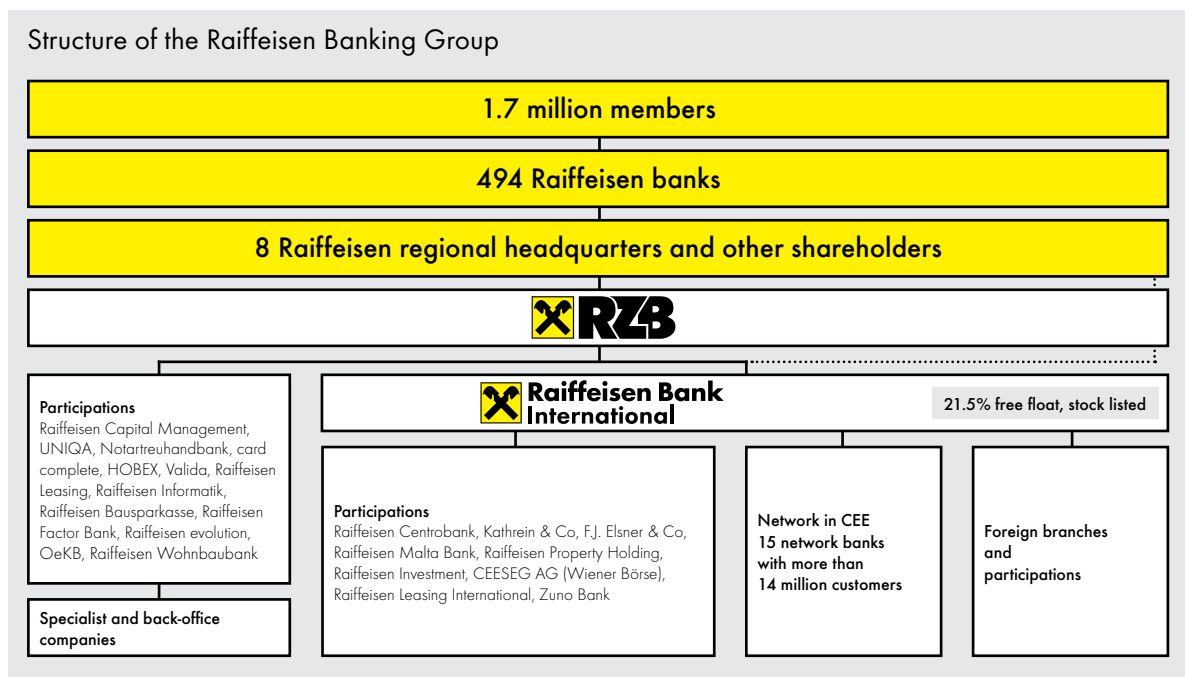 Structure of the Raiffeisen Banking Group
1.7 million members
494 Raiffeisen banks
8 Raiffeisen regional headquarters and other shareholders
RZB
Participations
Raiffeisen Capital Management,
UNIQA, Notartreuhandbank, card
complete, HOBEX, Valida, Raiffeisen
Leasing, Raiffeisen Informatik,
Raiffeisen Bausparkasse, Raiffeisen
Factor Bank, Raiffeisen evolution,
OeKB, Raiffeisen Wohnbaubank
Specialist and back-office
companies
Raiffeisen Bank
International
21.5% free float, stock listed
Participations
Raiffeisen Centrobank, Kathrein & Co, F.J. Elsner & Co,
Raiffeisen Malta Bank, Raiffeisen Property Holding,
Raiffeisen Investment, CEESEG AG (Wiener Börse),
Raiffeisen Leasing International, Zuno Bank
Network in CEE
15 network banks
with more than
14 million customers
Foreign branches
and
participations